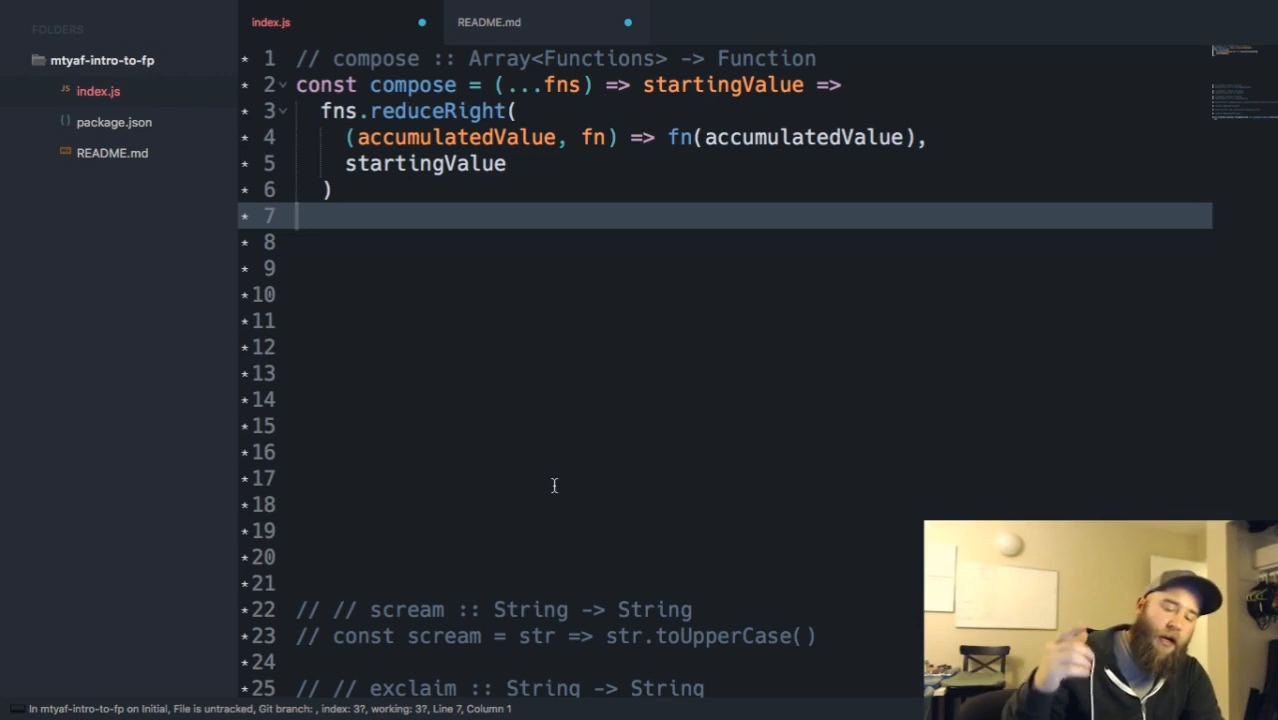 FOLDERS
mtyaf-intro-to-fp
JS index.js
{} package.json
README.md
index.js
README.md
* 1 // compose :: Array<Functions> -> Function
* 2 const compose = (...fns) => startingValue =>
* 3 fns.reduceRight(
* 4 (accumulatedValue, fn) => fn(accumulatedValue),
* 5 startingValue
* 6 )
* 7
* 8
* 9
* 10
* 11
* 12
* 13
* 14
* 15
* 16
* 17
* 18
* 19
* 20
* 21
* 22 // // scream :: String -> String
* 23 // const scream = str => str.toUpperCase()
* 24
* 25 // // exclaim :: String -> String
In mtyaf-intro-to-fp on Initial, File is untracked, Git branch: , index: 3?, working: 3?, Line 7, Column 1